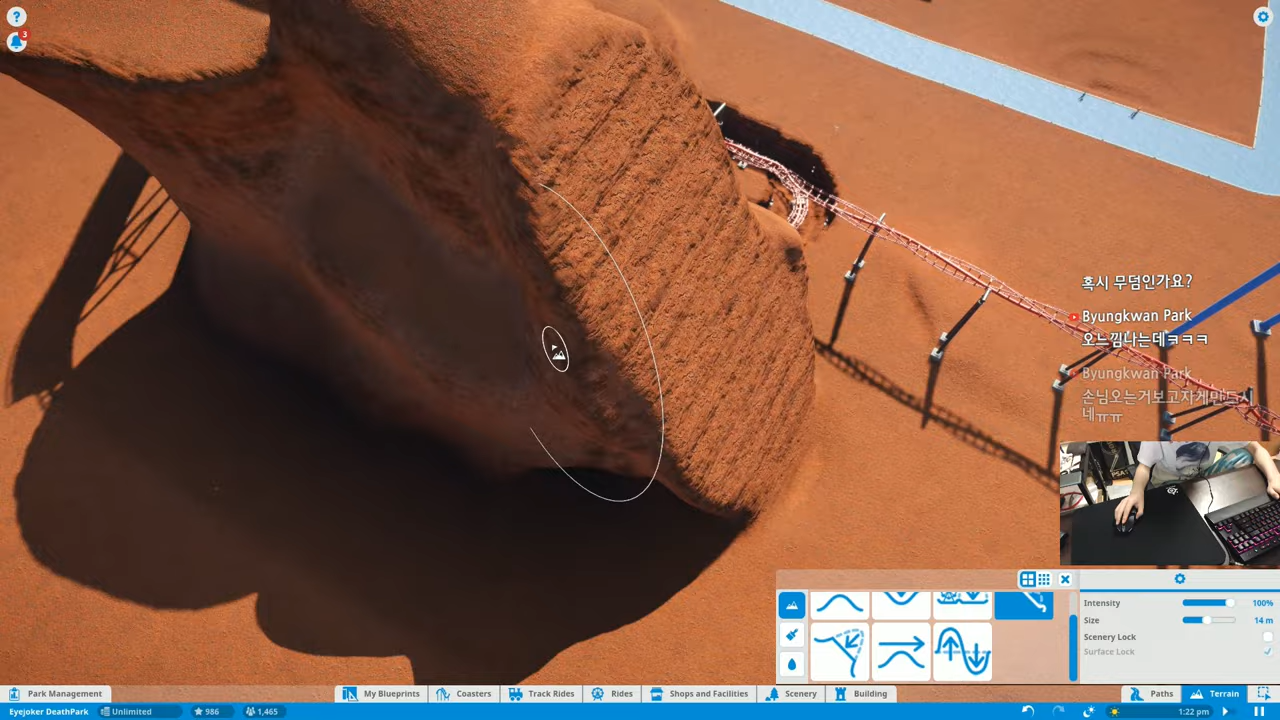 ?
3
혹시 무덤인가요?
Byungkwan Park
오느낌나는데ㅋㅋㅋ
Byungkwan Park
손님오는거보고자게만드시
네ㅠㅠ
Intensity 100%
Size 14 m
Scenery Lock
Surface Lock
Park Management My Blueprints Coasters Track Rides Rides Shops and Facilities Scenery Building Paths Terrain
Eyejoker DeathPark Unlimited 986 1,465 1:22 pm